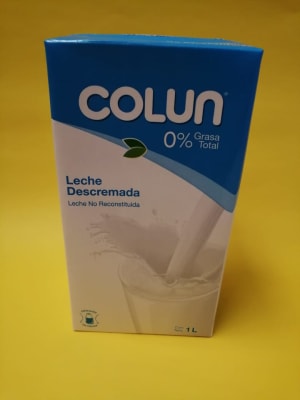 COLUN
0% Grasa
Total
Leche
Descremada
Leche No Reconstituida
1 L